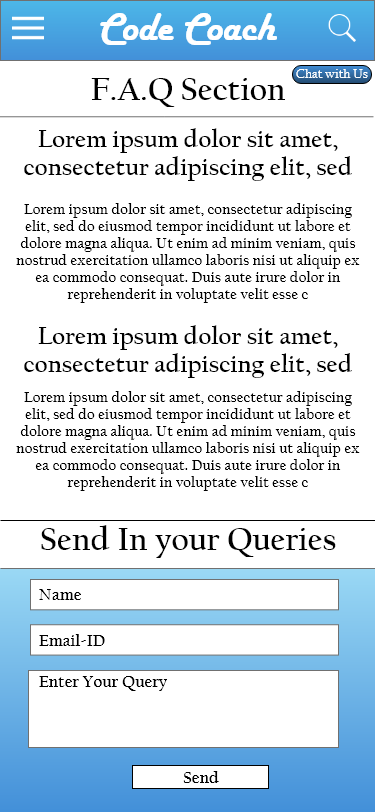 Code Coach
Chat with Us
F.A.Q Section
Lorem ipsum dolor sit amet,
consectetur adipiscing elit, sed
Lorem ipsum dolor sit amet, consectetur adipiscing
elit, sed do eiusmod tempor incididunt ut labore et
dolore magna aliqua. Ut enim ad minim veniam, quis
nostrud exercitation ullamco laboris nisi ut aliquip ex
ea commodo consequat. Duis aute irure dolor in
reprehenderit in voluptate velit esse c
Lorem ipsum dolor sit amet,
consectetur adipiscing elit, sed
Lorem ipsum dolor sit amet, consectetur adipiscing
elit, sed do eiusmod tempor incididunt ut labore et
dolore magna aliqua. Ut enim ad minim veniam, quis
nostrud exercitation ullamco laboris nisi ut aliquip ex
ea commodo consequat. Duis aute irure dolor in
reprehenderit in voluptate velit esse c
Send In your Queries
Name
Email-ID
Enter Your Query
Send